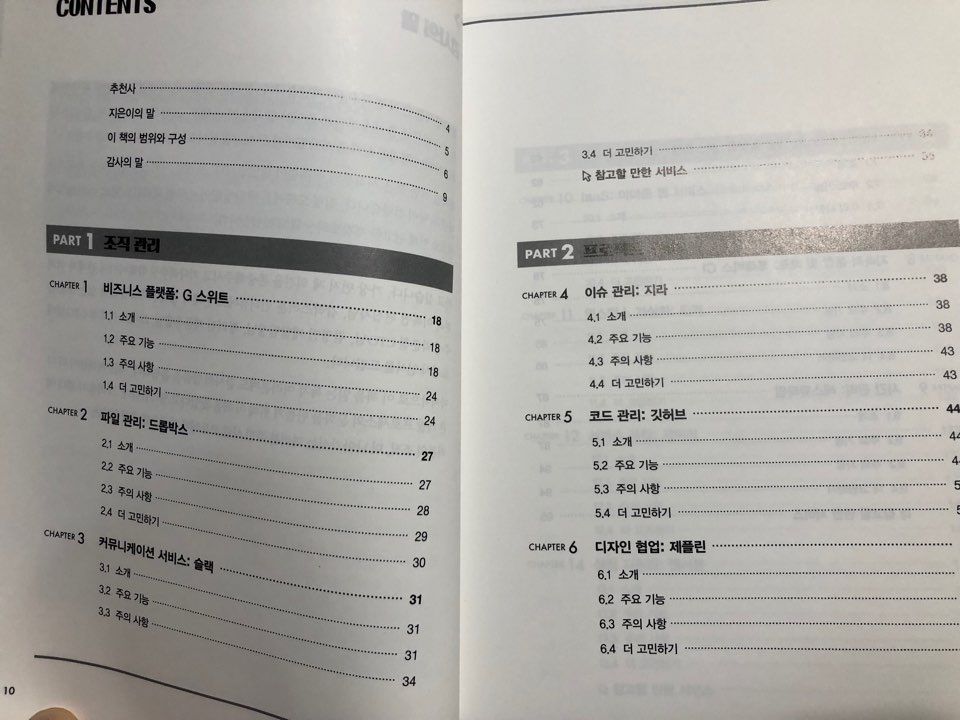 CONTENTS
추천사 4
지은이의 말 5
이 책의 범위와 구성 6
감사의 말 9
PART 1 조직 관리
CHAPTER 1 비즈니스 플랫폼: G 스위트 18
1.1 소개 18
1.2 주요 기능 18
1.3 주의 사항 24
1.4 더 고민하기 24
CHAPTER 2 파일 관리: 드롭박스 27
2.1 소개 27
2.2 주요 기능 28
2.3 주의 사항 29
2.4 더 고민하기 30
CHAPTER 3 커뮤니케이션 서비스: 슬랙 31
3.1 소개 31
3.2 주요 기능 31
3.3 주의 사항 34
10
3.4 더 고민하기 34
참고할 만한 서비스
PART 2
CHAPTER 4 이슈 관리: 지라 38
4.1 소개 38
4.2 주요 기능 38
4.3 주의 사항 43
4.4 더 고민하기 43
CHAPTER 5 코드 관리: 깃허브 44
5.1 소개 44
5.2 주요 기능
5.3 주의 사항
5.4 더 고민하기
CHAPTER 6 디자인 협업: 제플린
6.1 소개
6.2 주요 기능
6.3 주의 사항
6.4 더 고민하기